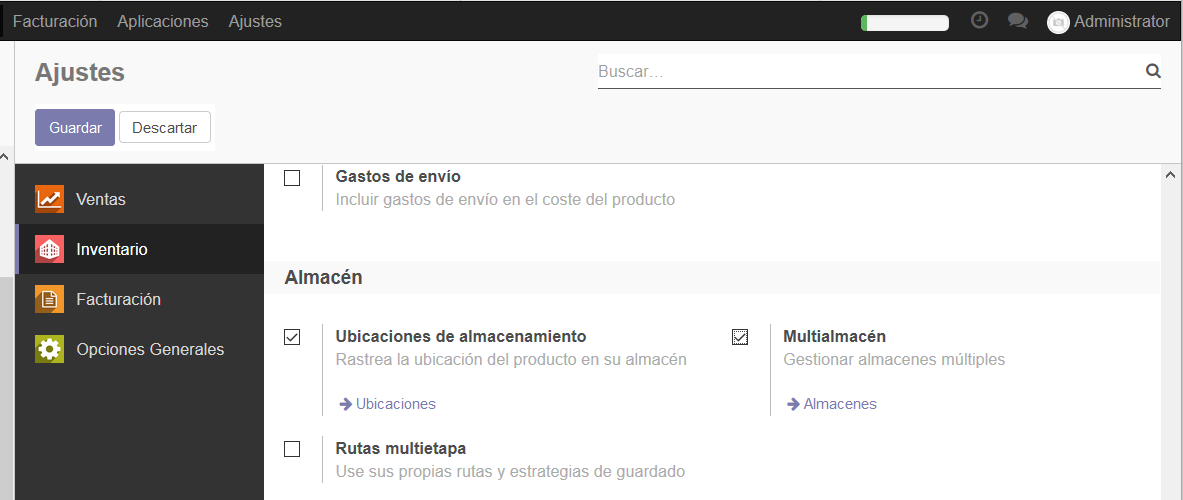 Facturación Aplicaciones Ajustes Administrator
Ajustes
Buscar...
Guardar Descartar
Ventas
Inventario
Facturación
Opciones Generales
Gastos de envío
Incluir gastos de envío en el coste del producto
Almacén
Ubicaciones de almacenamiento
Rastrea la ubicación del producto en su almacén
Ubicaciones
Multialmacén
Gestionar almacenes múltiples
Almacenes
Rutas multietapa
Use sus propias rutas y estrategias de guardado